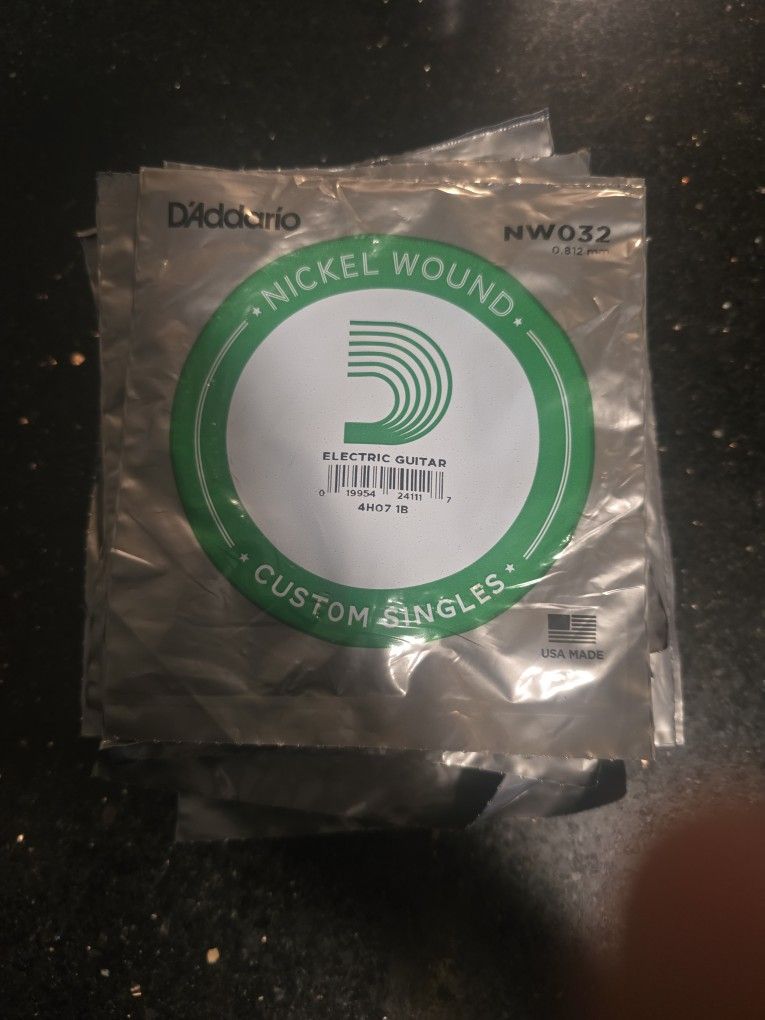 D'Addario
NW032
0.812 mm
NICKEL WOUND
ELECTRIC GUITAR
0 19954 24111 7
4H07 1B
CUSTOM SINGLES
USA MADE